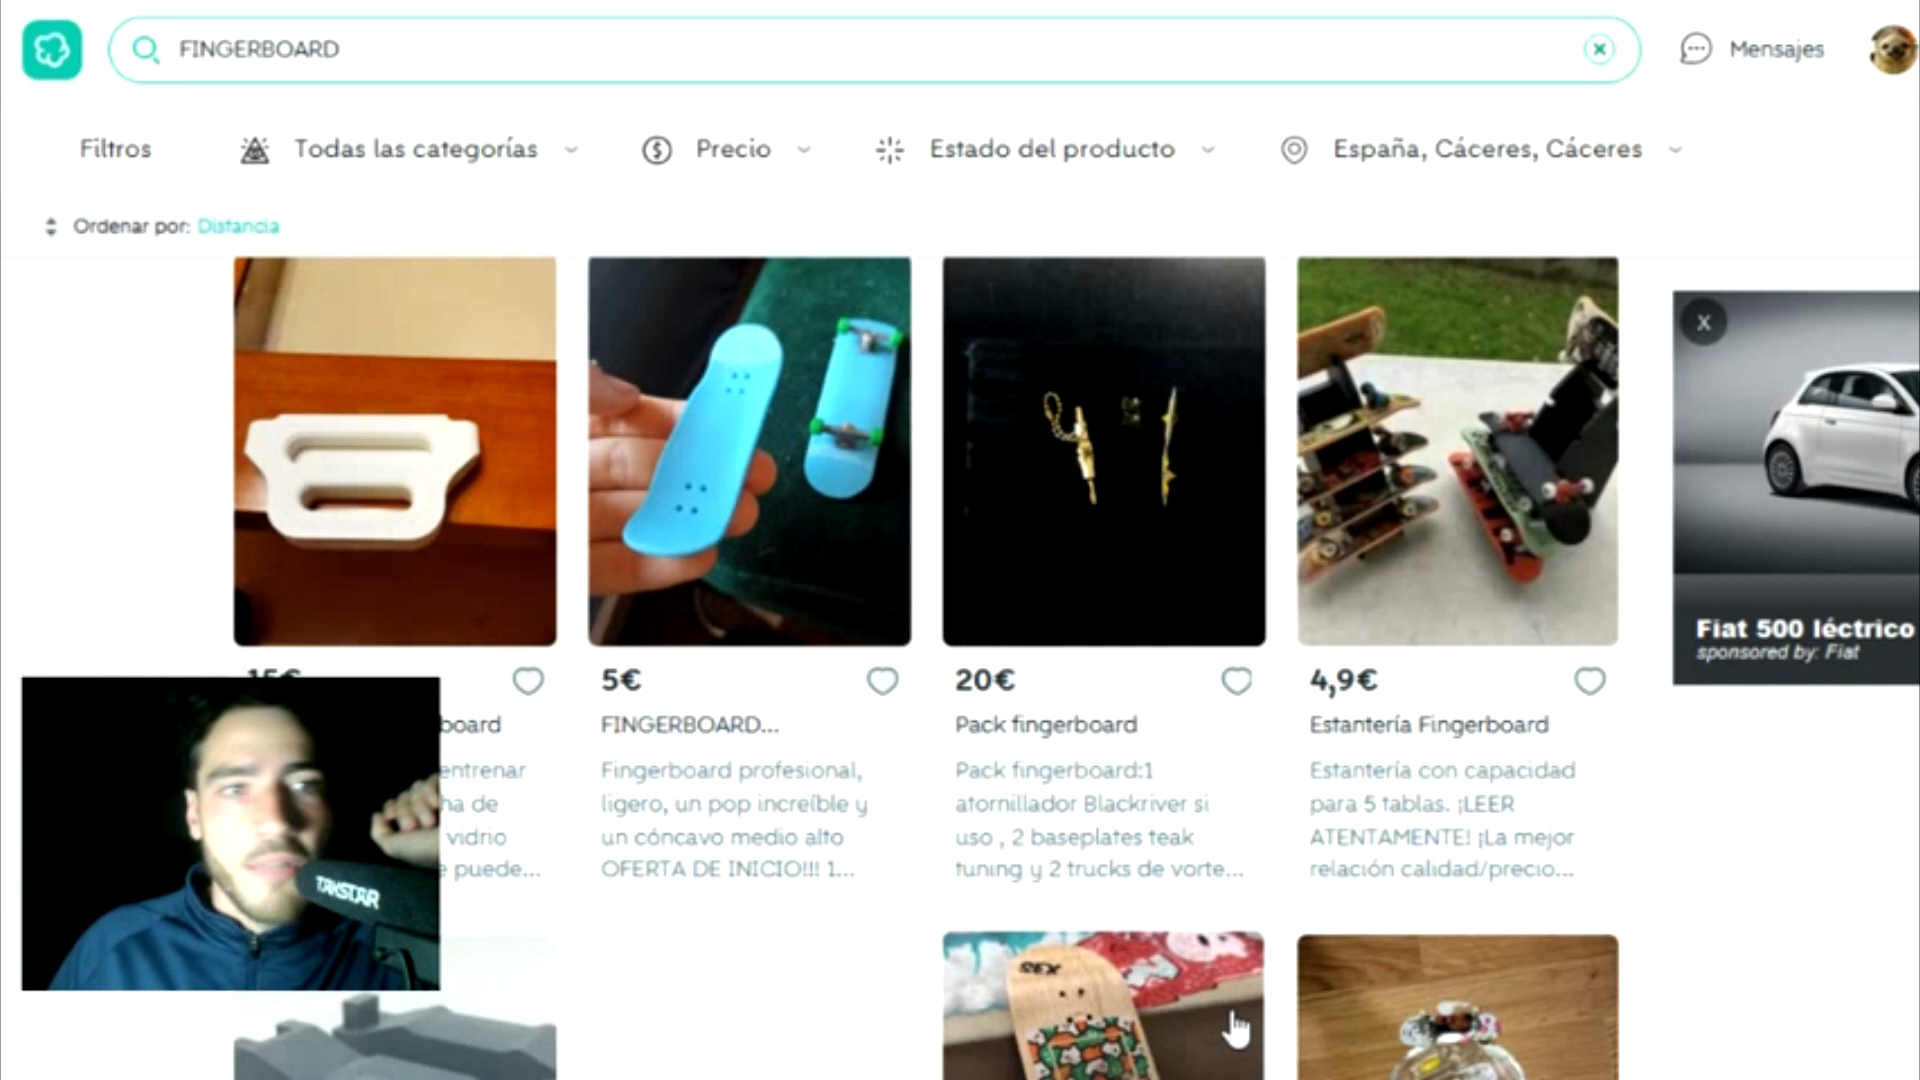 FINGERBOARD
Mensajes
Filtros
Todas las categorías
Precio
Estado del producto
España, Cáceres, Cáceres
Ordenar por: Distancia
X
Fiat 500 léctrico
sponsored by: Fiat
15€
board
entrenar
ha de
vidrio
e puede...
5€
FINGERBOARD...
Fingerboard profesional,
ligero, un pop increíble y
un cóncavo medio alto
OFERTA DE INICIO!!! 1...
20€
Pack fingerboard
Pack fingerboard:1
atornillador Blackriver si
uso , 2 baseplates teak
tuning y 2 trucks de vorte...
4,9€
Estantería Fingerboard
Estantería con capacidad
para 5 tablas. ¡LEER
ATENTAMENTE! ¡La mejor
relación calidad/precio...
TAKSTAR
SEX